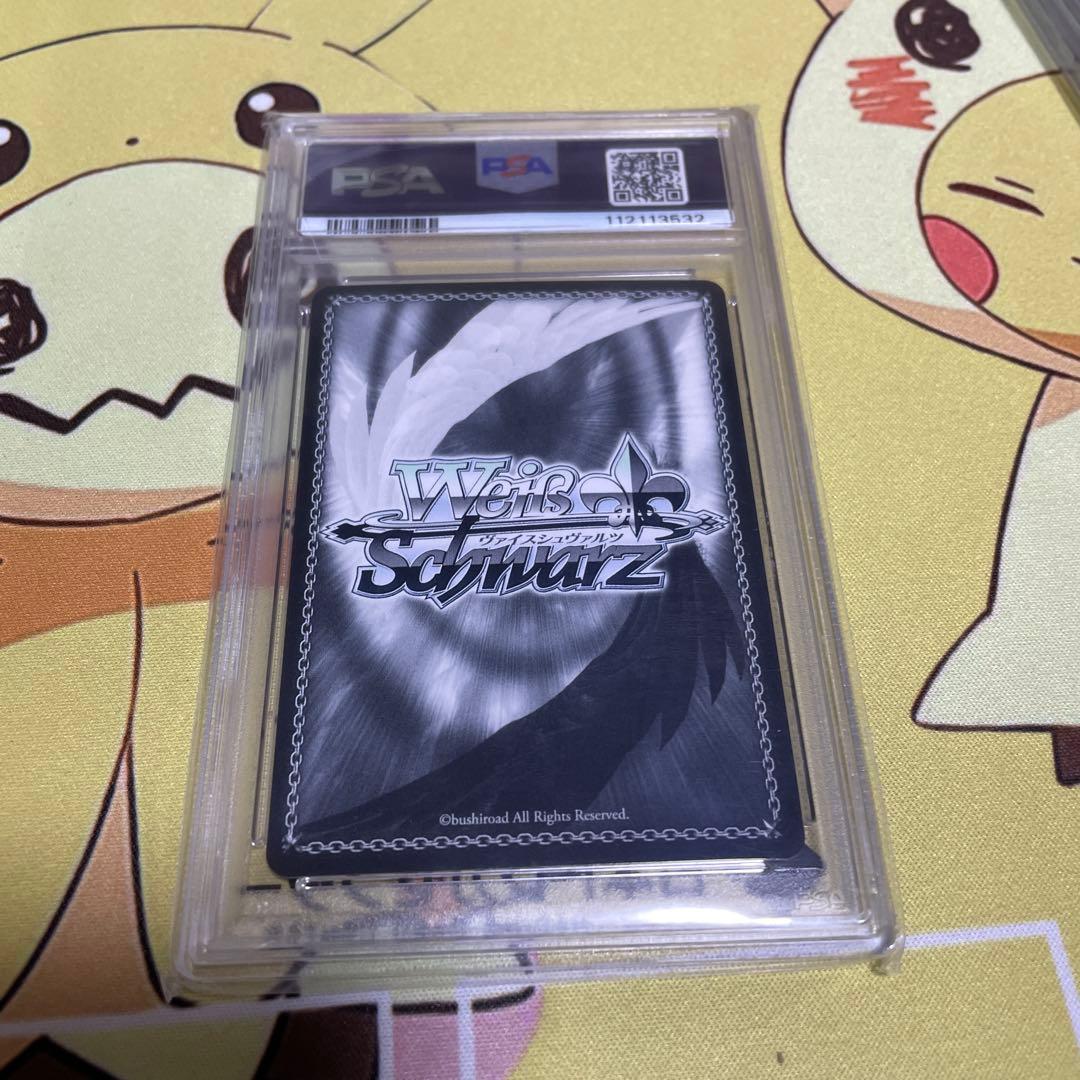 PSA
PSA
112113532
Weiß
ヴァイスシュヴァルツ
Schwarz
©bushiroad All Rights Reserved.
PSA